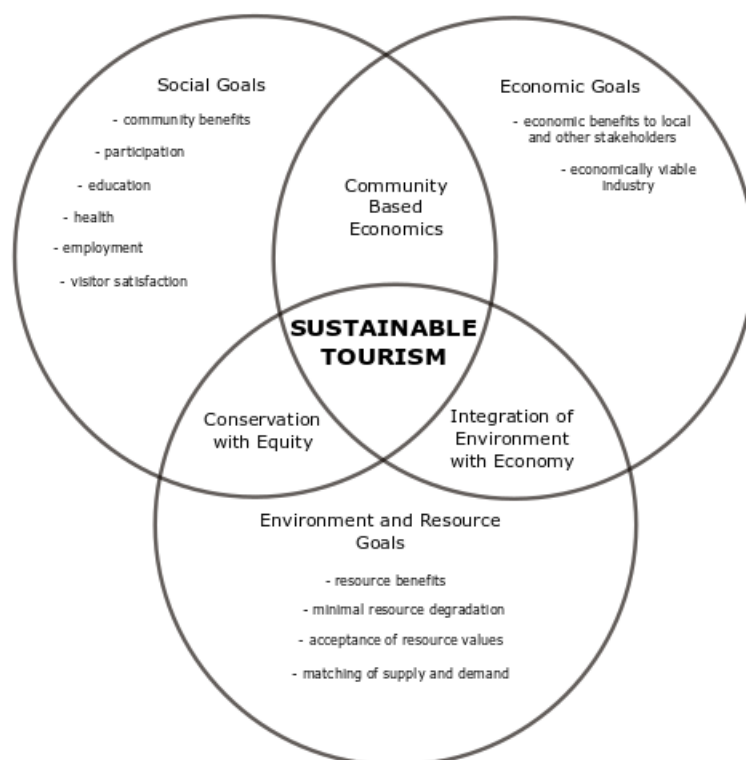 Social Goals
- community benefits
- participation
- education
- health
- employment
- visitor satisfaction
Economic Goals
- economic benefits to local
and other stakeholders
- economically viable
industry
Community
Based
Economics
SUSTAINABLE
TOURISM
Conservation
with Equity
Integration of
Environment
with Economy
Environment and Resource
Goals
- resource benefits
- minimal resource degradation
- acceptance of resource values
- matching of supply and demand